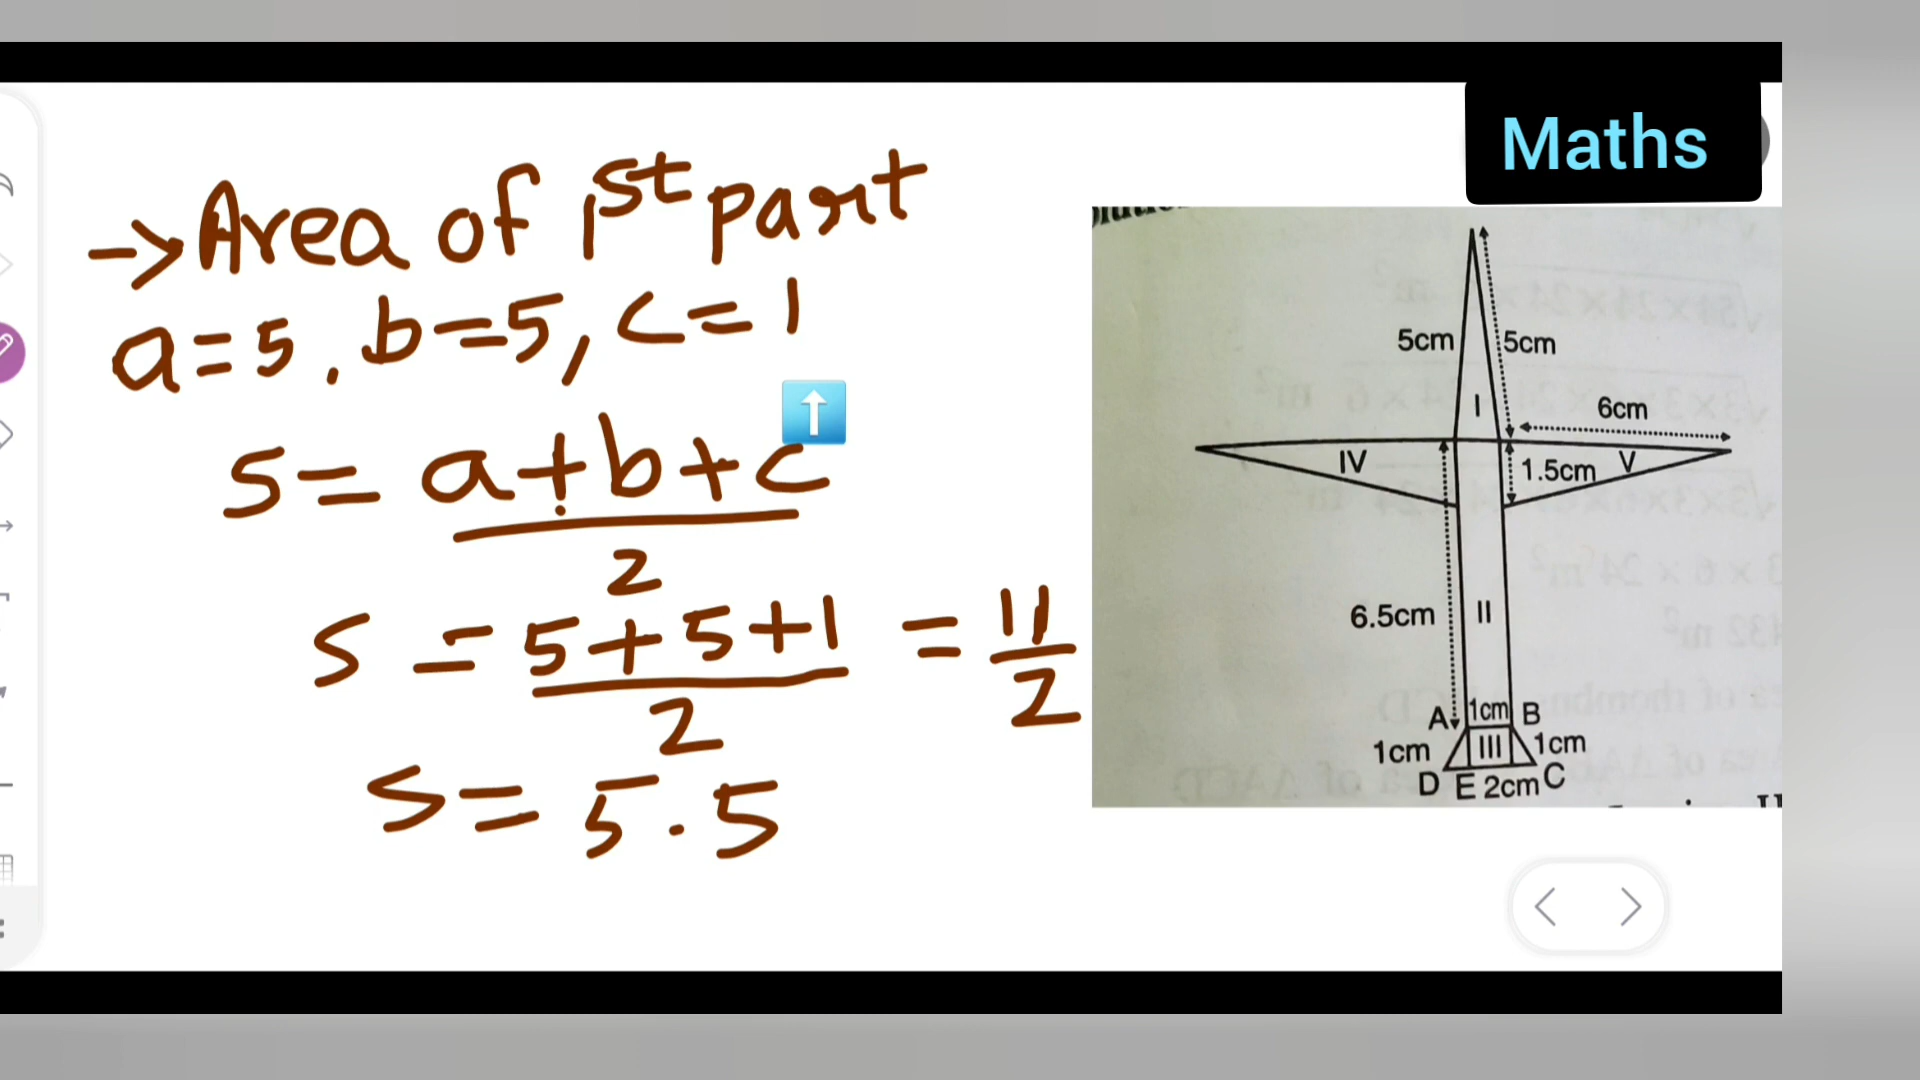 Maths
→ Area of 1st part
a = 5 . b = 5 , c = 1
s = a + b + c
2
s = 5 + 5 + 1 = 11
2 2
s = 5.5
5cm 5cm
I
6cm
IV 1.5cm V
6.5cm II
A 1cm B
1cm III 1cm
D E 2cm C